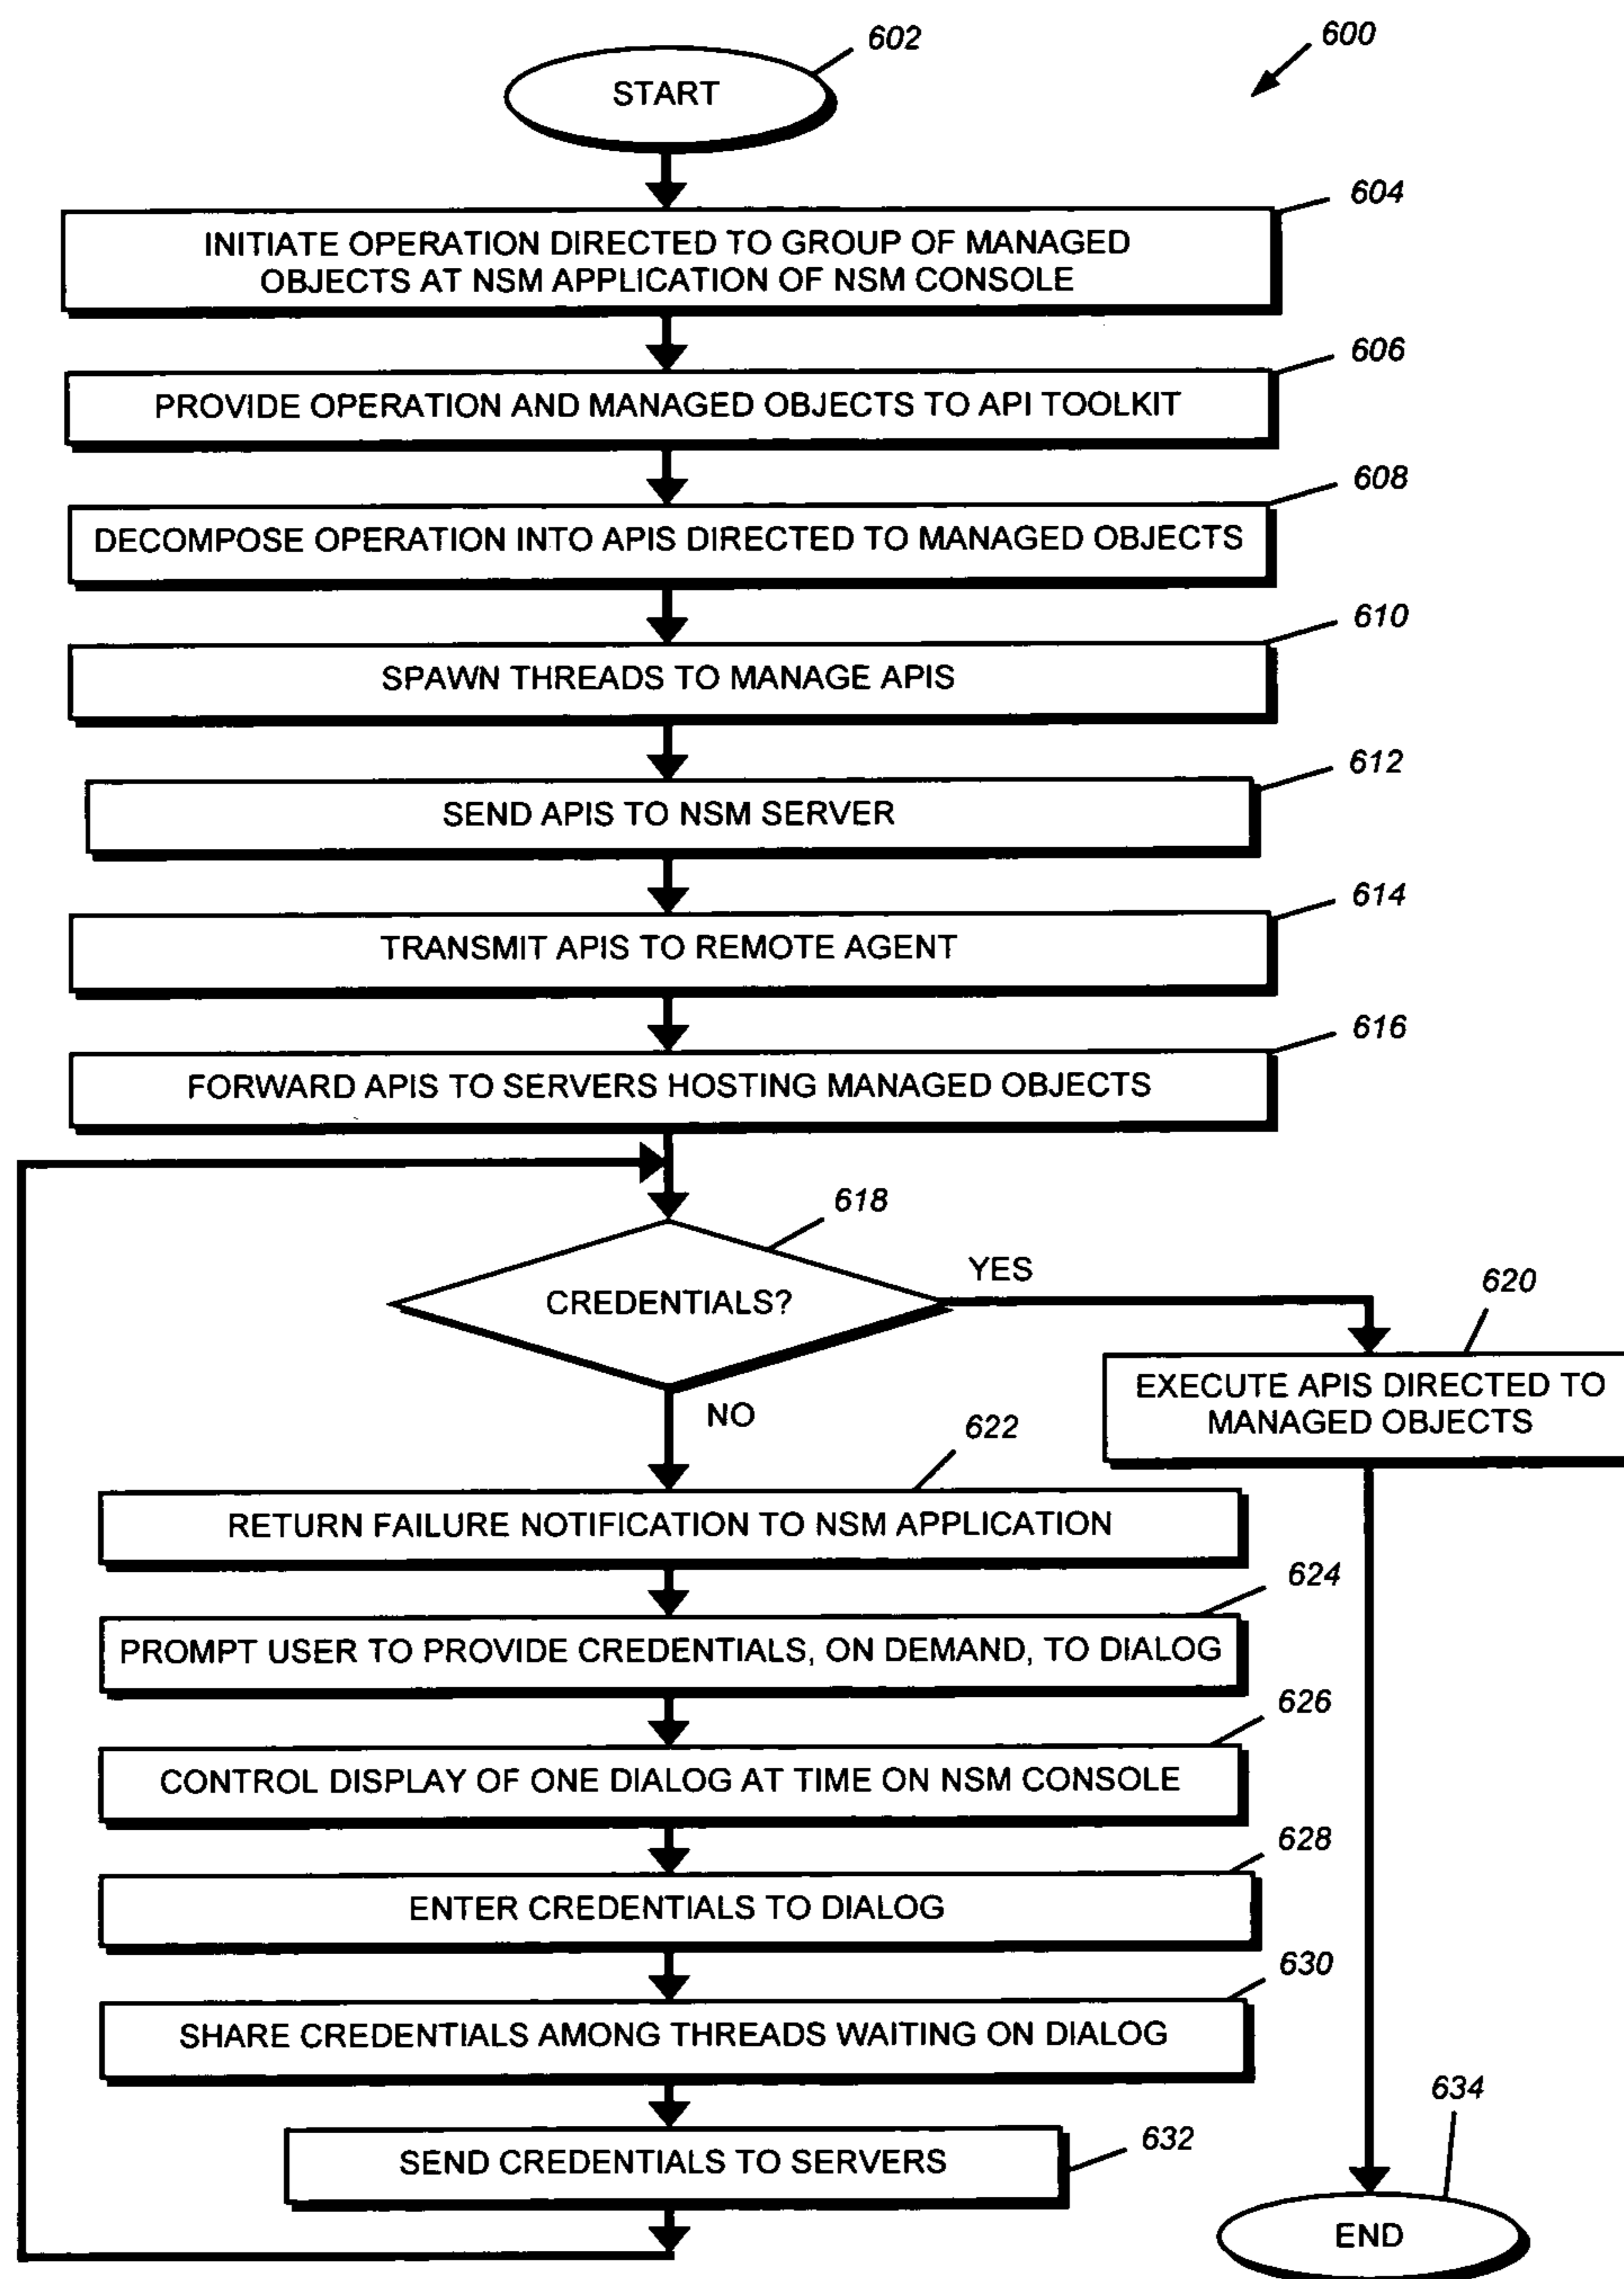 602
600
START
604
INITIATE OPERATION DIRECTED TO GROUP OF MANAGED
OBJECTS AT NSM APPLICATION OF NSM CONSOLE
606
PROVIDE OPERATION AND MANAGED OBJECTS TO API TOOLKIT
608
DECOMPOSE OPERATION INTO APIS DIRECTED TO MANAGED OBJECTS
610
SPAWN THREADS TO MANAGE APIS
612
SEND APIS TO NSM SERVER
614
TRANSMIT APIS TO REMOTE AGENT
616
FORWARD APIS TO SERVERS HOSTING MANAGED OBJECTS
618
CREDENTIALS?
YES
620
EXECUTE APIS DIRECTED TO
MANAGED OBJECTS
NO
622
RETURN FAILURE NOTIFICATION TO NSM APPLICATION
624
PROMPT USER TO PROVIDE CREDENTIALS, ON DEMAND, TO DIALOG
626
CONTROL DISPLAY OF ONE DIALOG AT TIME ON NSM CONSOLE
628
ENTER CREDENTIALS TO DIALOG
630
SHARE CREDENTIALS AMONG THREADS WAITING ON DIALOG
632
SEND CREDENTIALS TO SERVERS
634
END